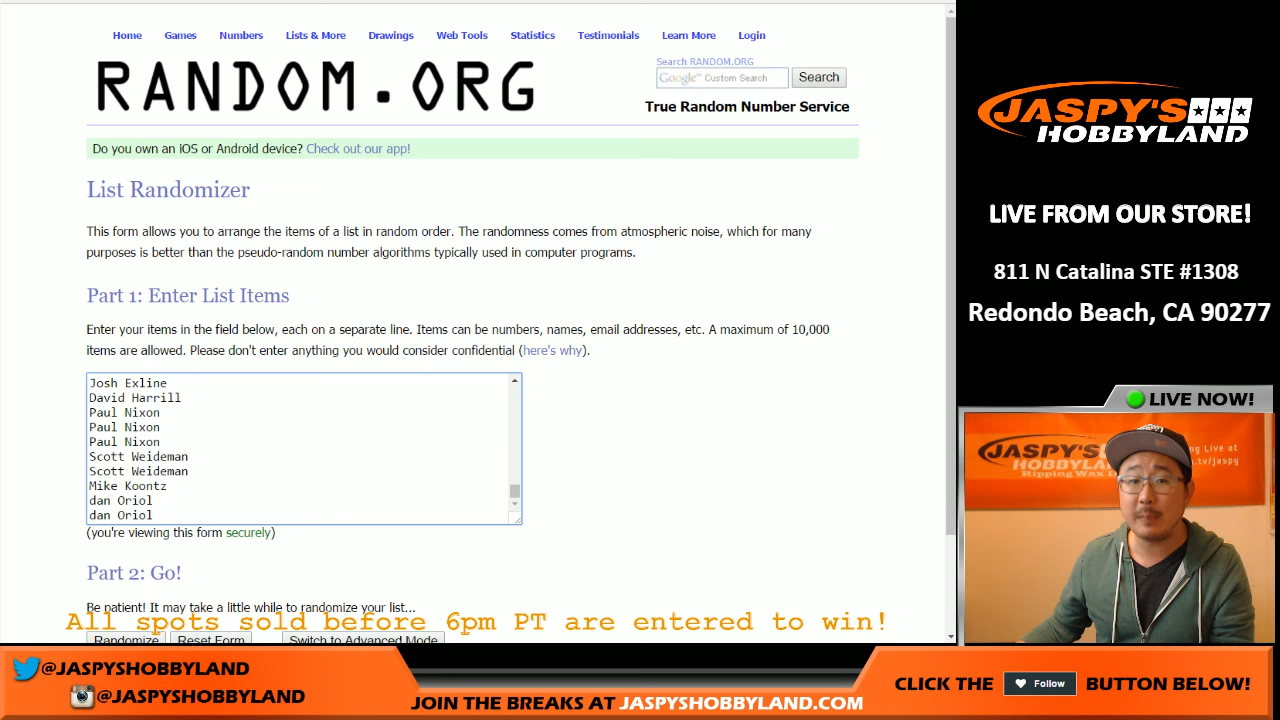 Home Games Numbers Lists & More Drawings Web Tools Statistics Testimonials Learn More Login
RANDOM.ORG
Search RANDOM.ORG
Google™ Custom Search Search
True Random Number Service
Do you own an iOS or Android device? Check out our app!
List Randomizer
This form allows you to arrange the items of a list in random order. The randomness comes from atmospheric noise, which for many
purposes is better than the pseudo-random number algorithms typically used in computer programs.
Part 1: Enter List Items
Enter your items in the field below, each on a separate line. Items can be numbers, names, email addresses, etc. A maximum of 10,000
items are allowed. Please don't enter anything you would consider confidential (here's why).
Josh Exline
David Harrill
Paul Nixon
Paul Nixon
Paul Nixon
Scott Weideman
Scott Weideman
Mike Koontz
dan Oriol
dan Oriol
(you're viewing this form securely)
Part 2: Go!
Be patient! It may take a little while to randomize your list...
All spots sold before 6pm PT are entered to win!
Randomize Reset Form Switch to Advanced Mode
JASPY'S
HOBBYLAND
LIVE FROM OUR STORE!
811 N Catalina STE #1308
Redondo Beach, CA 90277
LIVE NOW!
JASPY'S
HOBBYLAND
ng Live at
s.tv/jaspy
@JASPYSHOBBYLAND
@JASPYSHOBBYLAND
JOIN THE BREAKS AT JASPYSHOBBYLAND.COM
CLICK THE Follow BUTTON BELOW!